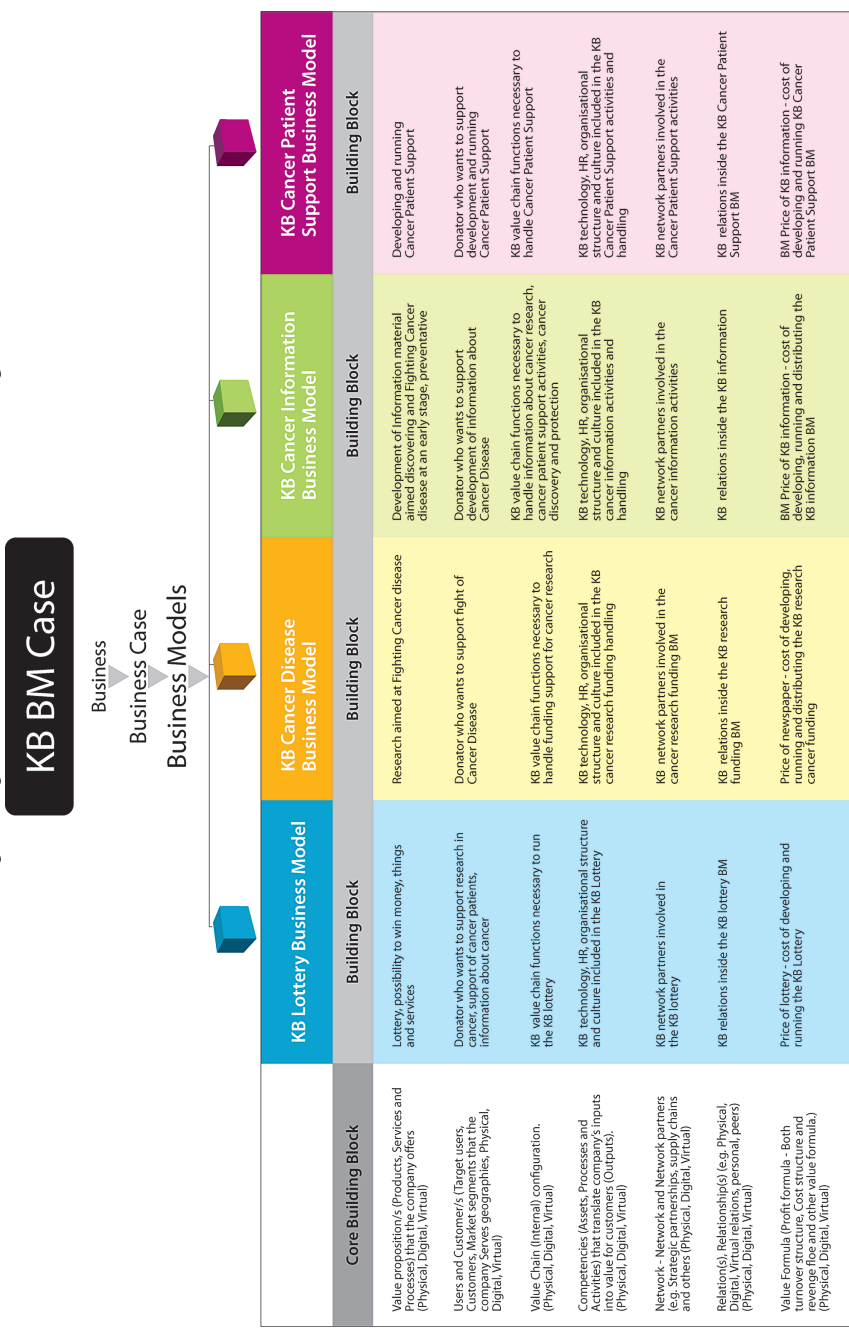 KB BM Case
Business
Business Case
Business Models
KB Lottery Business Model
KB Cancer Disease
Business Model
KB Cancer Information
Business Model
KB Cancer Patient
Support Business Model
Core Building Block
Building Block
Building Block
Building Block
Building Block
Value proposition/s (Products, Services and
Processes) that the company offers
(Physical, Digital, Virtual)
Lottery, possibility to win money, things
and services
Research aimed at Fighting Cancer disease
Development of Information material
aimed discovering and Fighting Cancer
disease at an early stage, preventative
Developing and running
Cancer Patient Support
Users and Customer/s (Target users,
Customers, Market segments that the
company Serves geographies, Physical,
Digital, Virtual)
Donator who wants to support research in
cancer, support of cancer patients,
information about cancer
Donator who wants to support fight of
Cancer Disease
Donator who wants to support
development of information about
Cancer Disease
Donator who wants to support
development and running
Cancer Patient Support
Value Chain (Internal) configuration.
(Physical, Digital, Virtual)
KB value chain functions necessary to run
the KB lottery
KB value chain functions necessary to
handle funding support for cancer research
KB value chain functions necessary to
handle information about cancer research,
cancer patient support activities, cancer
discovery and protection
KB value chain functions necessary to
handle Cancer Patient Support
Competencies (Assets, Processes and
Activities) that translate company's inputs
into value for customers (Outputs).
(Physical, Digital, Virtual)
KB technology, HR, organisational structure
and culture included in the KB Lottery
KB technology, HR, organisational
structure and culture included in the KB
cancer research funding handling
KB technology, HR, organisational
structure and culture included in the KB
cancer information activities and
handling
KB technology, HR, organisational
structure and culture included in the KB
Cancer Patient Support activities and
handling
Network - Network and Network partners
(e.g. Strategic partnerships, supply chains
and others (Physical, Digital, Virtual)
KB network partners involved in
the KB lottery
KB network partners involved in the
cancer research funding BM
KB network partners involved in the
cancer information activities
KB network partners involved in the
Cancer Patient Support activities
Relation(s), Relationship(s) (e.g. Physical,
Digital, Virtual relations, personal, peers)
(Physical, Digital, Virtual)
KB relations inside the KB lottery BM
KB relations inside the KB research
funding BM
KB relations inside the KB information
KB relations inside the KB Cancer Patient
Support BM
Value Formula (Profit formula - Both
turnover structure, Cost structure and
revenge floe and other value formula.)
(Physical, Digital, Virtual)
Price of lottery - cost of developing and
running the KB Lottery
Price of newspaper - cost of developing,
running and distributing the KB research
cancer funding
BM Price of KB information - cost of
developing, running and distributing the
KB information BM
BM Price of KB information - cost of
developing and running KB Cancer
Patient Support BM